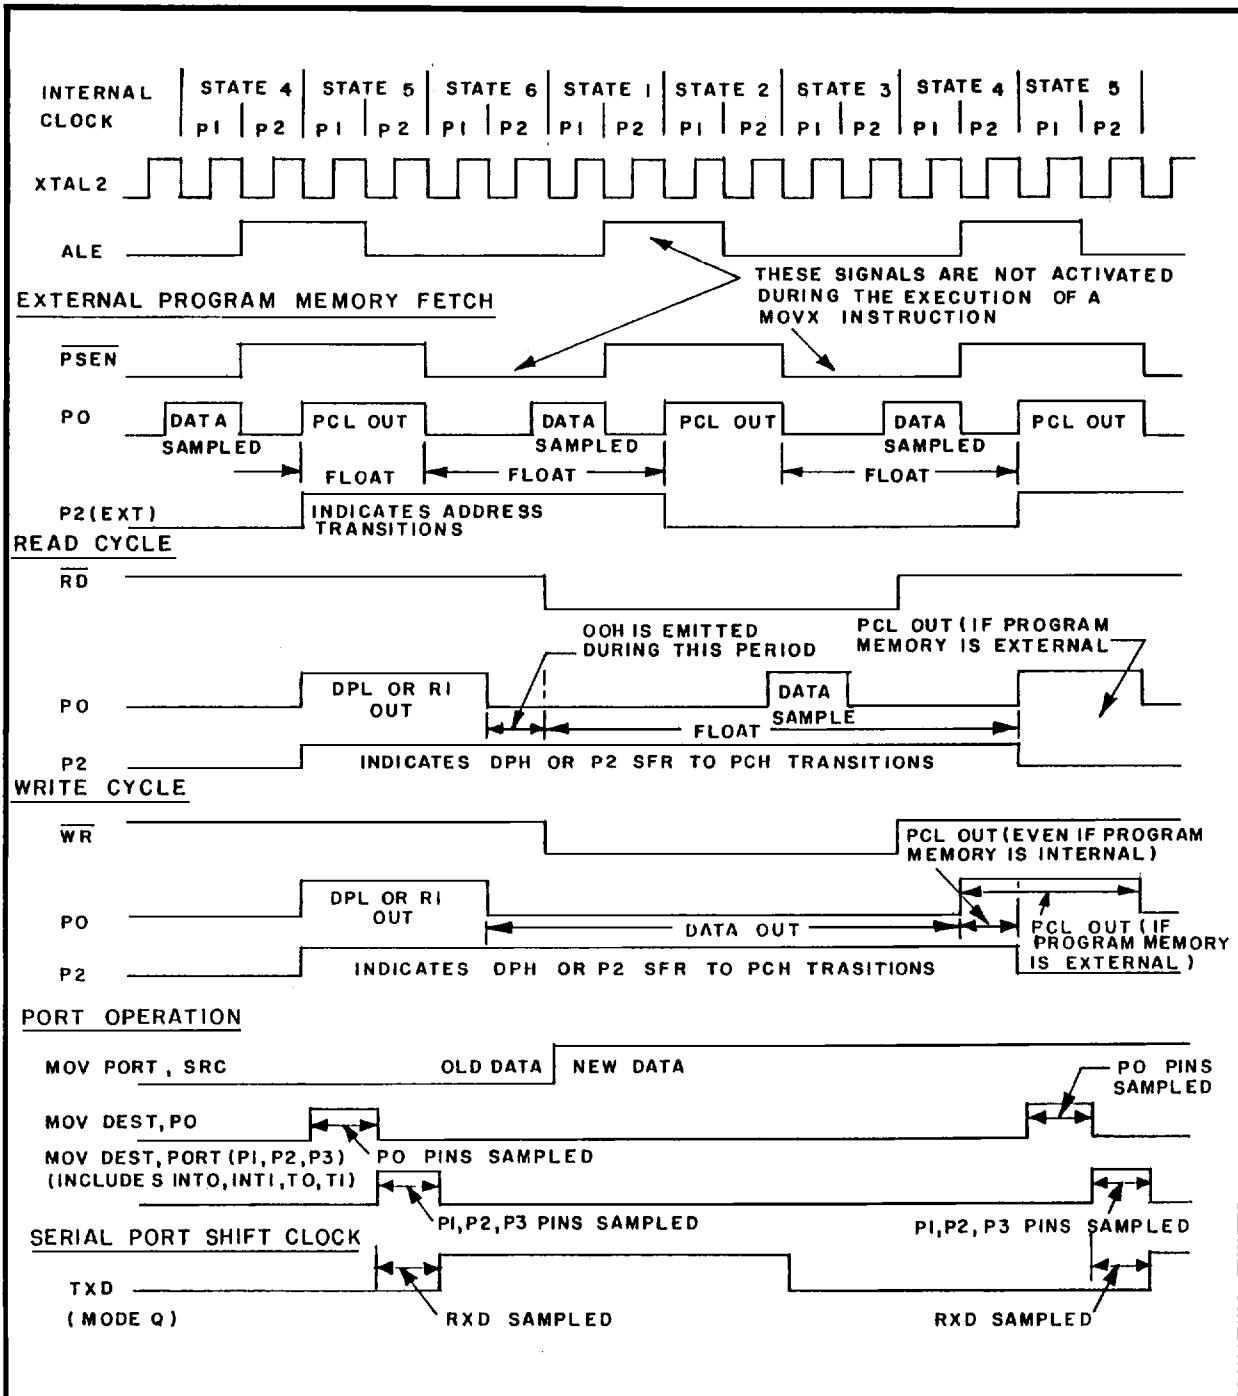 INTERNAL CLOCK
STATE 4 STATE 5 STATE 6 STATE 1 STATE 2 STATE 3 STATE 4 STATE 5
P1 P2 P1 P2 P1 P2 P1 P2 P1 P2 P1 P2 P1 P2 P1 P2
XTAL2
ALE
THESE SIGNALS ARE NOT ACTIVATED
DURING THE EXECUTION OF A
MOVX INSTRUCTION
EXTERNAL PROGRAM MEMORY FETCH
PSEN
PO
DATA SAMPLED
PCL OUT
DATA SAMPLED
PCL OUT
DATA SAMPLED
PCL OUT
FLOAT
FLOAT
FLOAT
P2(EXT)
INDICATES ADDRESS
TRANSITIONS
READ CYCLE
RD
OOH IS EMITTED
DURING THIS PERIOD
PCL OUT (IF PROGRAM
MEMORY IS EXTERNAL
PO
DPL OR RI
OUT
DATA
SAMPLE
FLOAT
P2
INDICATES DPH OR P2 SFR TO PCH TRANSITIONS
WRITE CYCLE
WR
PCL OUT (EVEN IF PROGRAM
MEMORY IS INTERNAL)
PO
DPL OR RI
OUT
DATA OUT
PCL OUT (IF
PROGRAM MEMORY
IS EXTERNAL)
P2
INDICATES DPH OR P2 SFR TO PCH TRASITIONS
PORT OPERATION
MOV PORT, SRC
OLD DATA
NEW DATA
PO PINS
SAMPLED
MOV DEST, PO
PO PINS SAMPLED
MOV DEST, PORT (P1, P2, P3)
(INCLUDES INTO, INT1, TO, T1)
P1, P2, P3 PINS SAMPLED
P1, P2, P3 PINS SAMPLED
SERIAL PORT SHIFT CLOCK
TXD
(MODE Q)
RXD SAMPLED
RXD SAMPLED